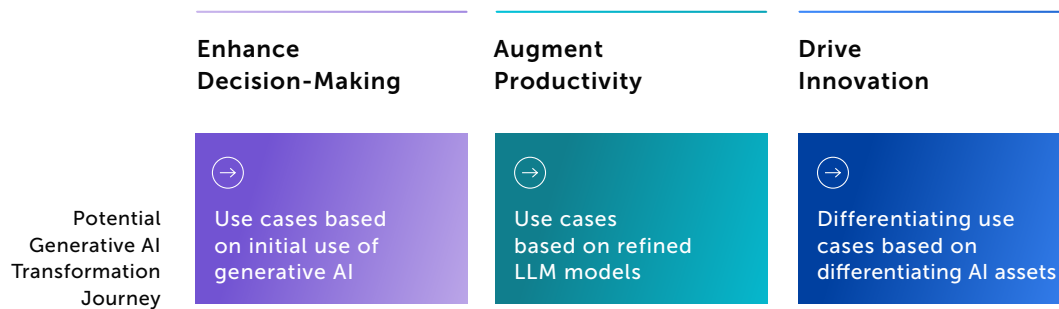 Enhance
Decision-Making
Augment
Productivity
Drive
Innovation
Potential
Generative AI
Transformation
Journey
Use cases based
on initial use of
generative AI
Use cases
based on refined
LLM models
Differentiating use
cases based on
differentiating AI assets